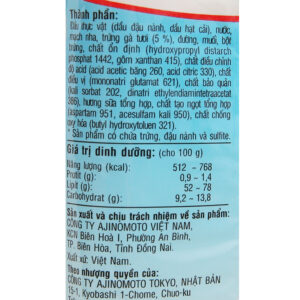 Thành phần:
Dầu thực vật (dầu đậu nành, dầu hạt cải), nước,
mạch nha, trứng gà tươi (5 %), đường, muối, bột
trứng, chất ổn định (hydroxypropyl distarch
phosphat 1442, gôm xanthan 415), chất điều chỉnh
độ acid (acid acetic băng 260, acid citric 330), chất
điều vị (mononatri glutamat 621), chất bảo quản
(kali sorbat 202, dinatri ethylendiamintetraacetat
386), hương sữa tổng hợp, chất tạo ngọt tổng hợp
(aspartam 951, acesulfam kali 950), chất chống
oxy hóa (butyl hydroxytoluen 321).
* Sản phẩm có chứa trứng, đậu nành và sulfite.
Giá trị dinh dưỡng: (cho 100 g)
Năng lượng (kcal): 512 - 768
Protit (g): 0,9 - 1,4
Lipit (g): 52 - 78
Carbohydrat (g): 9,2 - 13,8
Sản xuất và chịu trách nhiệm về sản phẩm:
CÔNG TY AJINOMOTO VIỆT NAM,
KCN Biên Hoà I, Phường An Bình,
TP. Biên Hòa, Tỉnh Đồng Nai.
Xuất xứ: Việt Nam.
Theo nhượng quyền của:
CÔNG TY AJINOMOTO TOKYO, NHẬT BẢN
15-1, Kyobashi 1-Chome, Chuo-ku